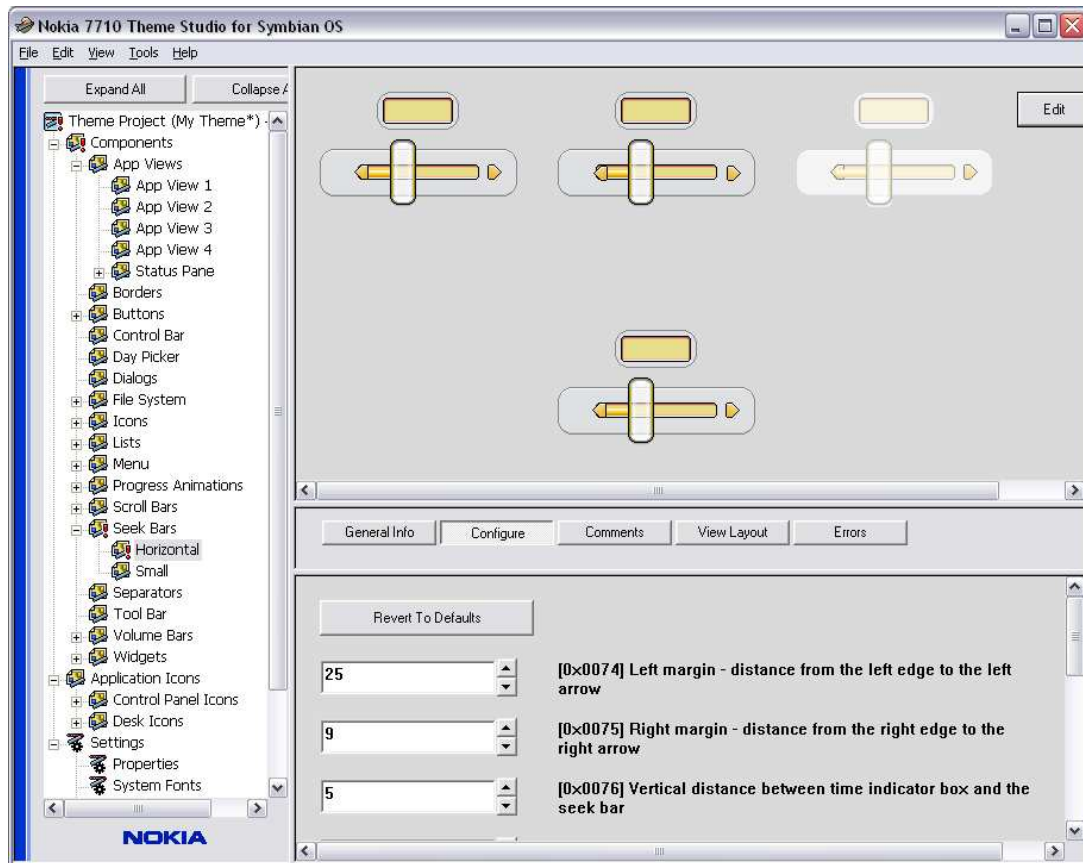 Nokia 7710 Theme Studio for Symbian OS
File Edit View Tools Help
Expand All
Collapse A
Edit
Theme Project (My Theme*) -
Components
App Views
App View 1
App View 2
App View 3
App View 4
Status Pane
Borders
Buttons
Control Bar
Day Picker
Dialogs
File System
Icons
Lists
Menu
Progress Animations
Scroll Bars
Seek Bars
Horizontal
Small
Separators
Tool Bar
Volume Bars
Widgets
Application Icons
Control Panel Icons
Desk Icons
Settings
Properties
System Fonts
NOKIA
General Info
Configure
Comments
View Layout
Errors
Revert To Defaults
25
[0x0074] Left margin - distance from the left edge to the left
arrow
9
[0x0075] Right margin - distance from the right edge to the
right arrow
5
[0x0076] Vertical distance between time indicator box and the
seek bar